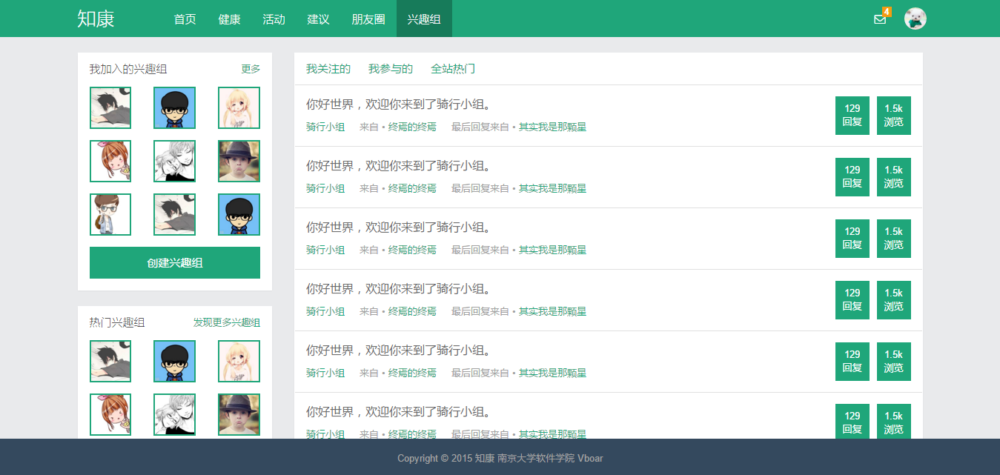 知康 首页 健康 活动 建议 朋友圈 兴趣组 4
我加入的兴趣组 更多
创建兴趣组
热门兴趣组 发现更多兴趣组
我关注的 我参与的 全站热门
你好世界，欢迎你来到了骑行小组。
骑行小组 来自 • 终焉的终焉 最后回复来自 • 其实我是那颗星
129 回复
1.5k 浏览
你好世界，欢迎你来到了骑行小组。
骑行小组 来自 • 终焉的终焉 最后回复来自 • 其实我是那颗星
129 回复
1.5k 浏览
你好世界，欢迎你来到了骑行小组。
骑行小组 来自 • 终焉的终焉 最后回复来自 • 其实我是那颗星
129 回复
1.5k 浏览
你好世界，欢迎你来到了骑行小组。
骑行小组 来自 • 终焉的终焉 最后回复来自 • 其实我是那颗星
129 回复
1.5k 浏览
你好世界，欢迎你来到了骑行小组。
骑行小组 来自 • 终焉的终焉 最后回复来自 • 其实我是那颗星
129 回复
1.5k 浏览
你好世界，欢迎你来到了骑行小组。
骑行小组 来自 • 终焉的终焉 最后回复来自 • 其实我是那颗星
129 回复
1.5k 浏览
Copyright © 2015 知康 南京大学软件学院 Vboar